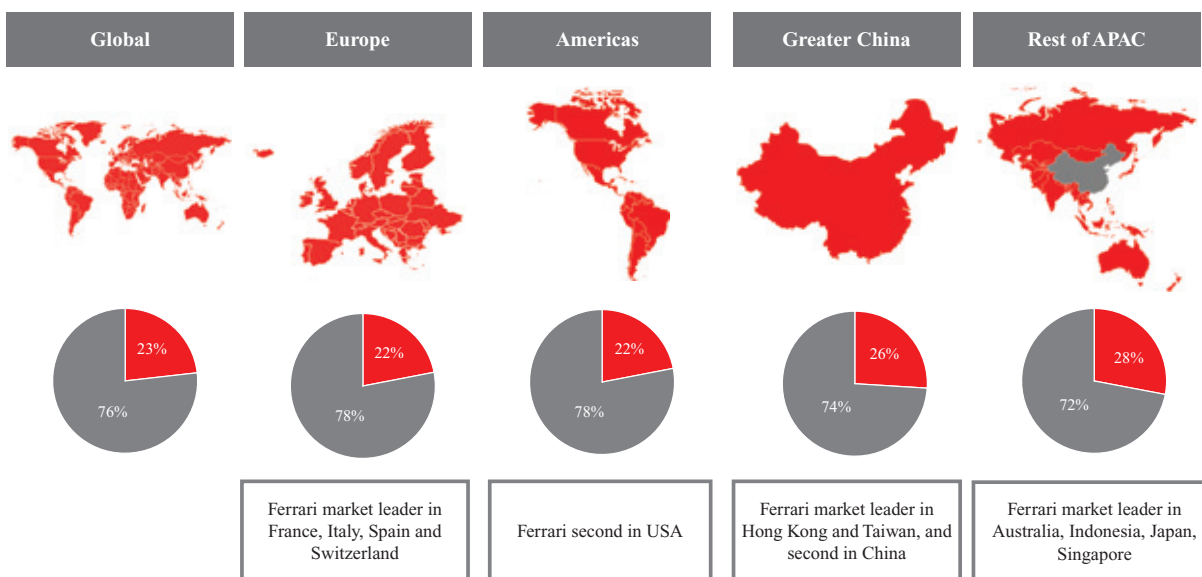 Global
Europe
Americas
Greater China
Rest of APAC
23%
76%
22%
78%
22%
78%
26%
74%
28%
72%
Ferrari market leader in
France, Italy, Spain and
Switzerland
Ferrari second in USA
Ferrari market leader in
Hong Kong and Taiwan, and
second in China
Ferrari market leader in
Australia, Indonesia, Japan,
Singapore